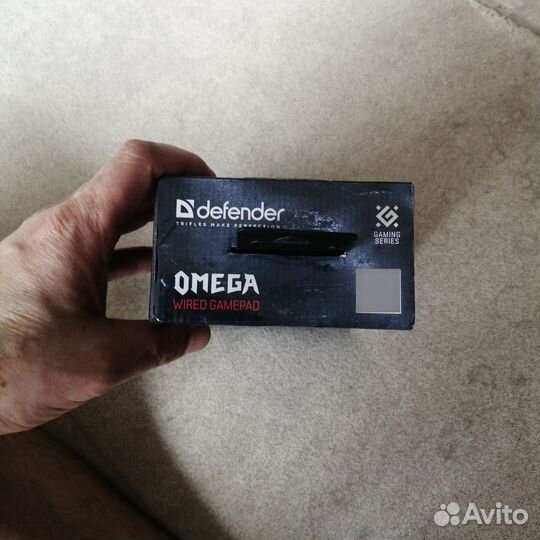 defender
TRIFLES MAKE PERFECTION
GAMING
SERIES
OMEGA
WIRED GAMEPAD
Avito